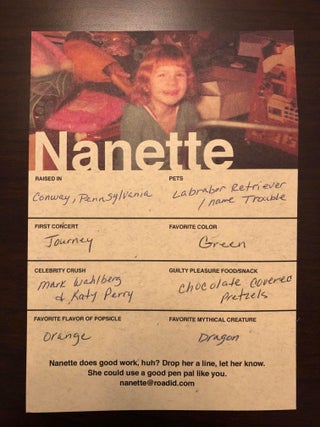 Nanette
RAISED IN
Conway, Pennsylvania
PETS
Labrabor Retriever
/ name Trouble
FIRST CONCERT
Journey
FAVORITE COLOR
Green
CELEBRITY CRUSH
Mark Wahlberg
& Katy Perry
GUILTY PLEASURE FOOD/SNACK
Chocolate Covered
Pretzels
FAVORITE FLAVOR OF POPSICLE
Orange
FAVORITE MYTHICAL CREATURE
Dragon
Nanette does good work, huh? Drop her a line, let her know.
She could use a good pen pal like you.
nanette@roadid.com